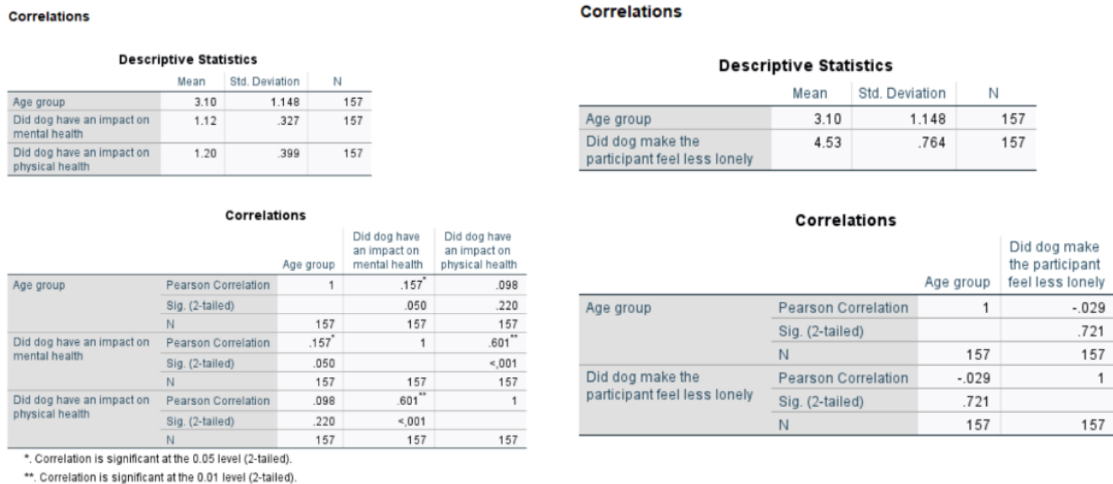 Correlations
Descriptive Statistics
Mean Std. Deviation N
Age group 3.10 1.148 157
Did dog have an impact on mental health 1.12 .327 157
Did dog have an impact on physical health 1.20 .399 157
Correlations
Age group Did dog have an impact on mental health Did dog have an impact on physical health
Age group Pearson Correlation 1 .157* .098
Sig. (2-tailed) .050 .220
N 157 157 157
Did dog have an impact on mental health Pearson Correlation .157* 1 .601**
Sig. (2-tailed) .050 <.001
N 157 157 157
Did dog have an impact on physical health Pearson Correlation .098 .601** 1
Sig. (2-tailed) .220 <.001
N 157 157 157
*. Correlation is significant at the 0.05 level (2-tailed).
**. Correlation is significant at the 0.01 level (2-tailed).
Correlations
Descriptive Statistics
Mean Std. Deviation N
Age group 3.10 1.148 157
Did dog make the participant feel less lonely 4.53 .764 157
Correlations
Age group Did dog make the participant feel less lonely
Age group Pearson Correlation 1 -.029
Sig. (2-tailed) .721
N 157 157
Did dog make the participant feel less lonely Pearson Correlation -.029 1
Sig. (2-tailed) .721
N 157 157